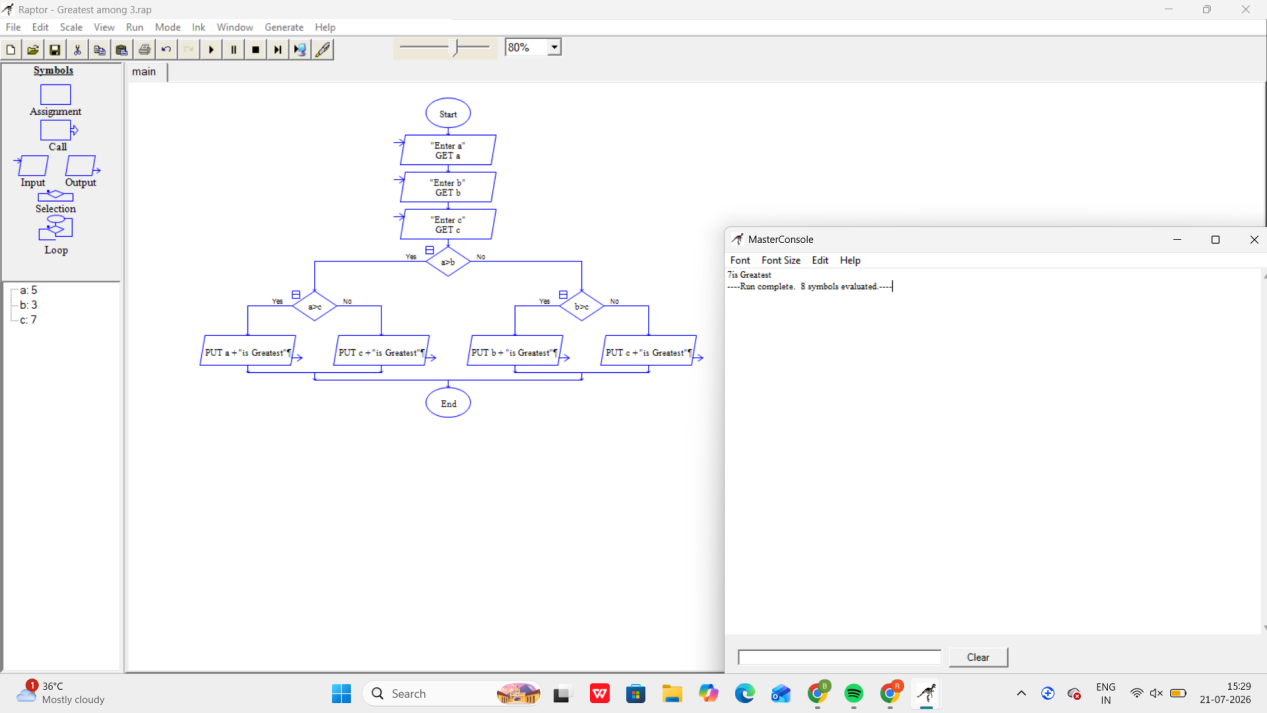 Raptor - Greatest among 3.rap
File Edit Scale View Run Mode Ink Window Generate Help
80%
Symbols
Assignment
Call
Input Output
Selection
Loop
a: 5
b: 3
c: 7
main
Start
"Enter a"
GET a
"Enter b"
GET b
"Enter c"
GET c
Yes a>b No
Yes a>c No
Yes b>c No
PUT a +"is Greatest"¶
PUT c +"is Greatest"¶
PUT b + "is Greatest"¶
PUT c +"is Greatest"¶
End
MasterConsole
Font Font Size Edit Help
7is Greatest
----Run complete.  8 symbols evaluated.----
Clear
1
36°C
Mostly cloudy
Search
W
B
R
ENG
IN
15:29
21-07-2026